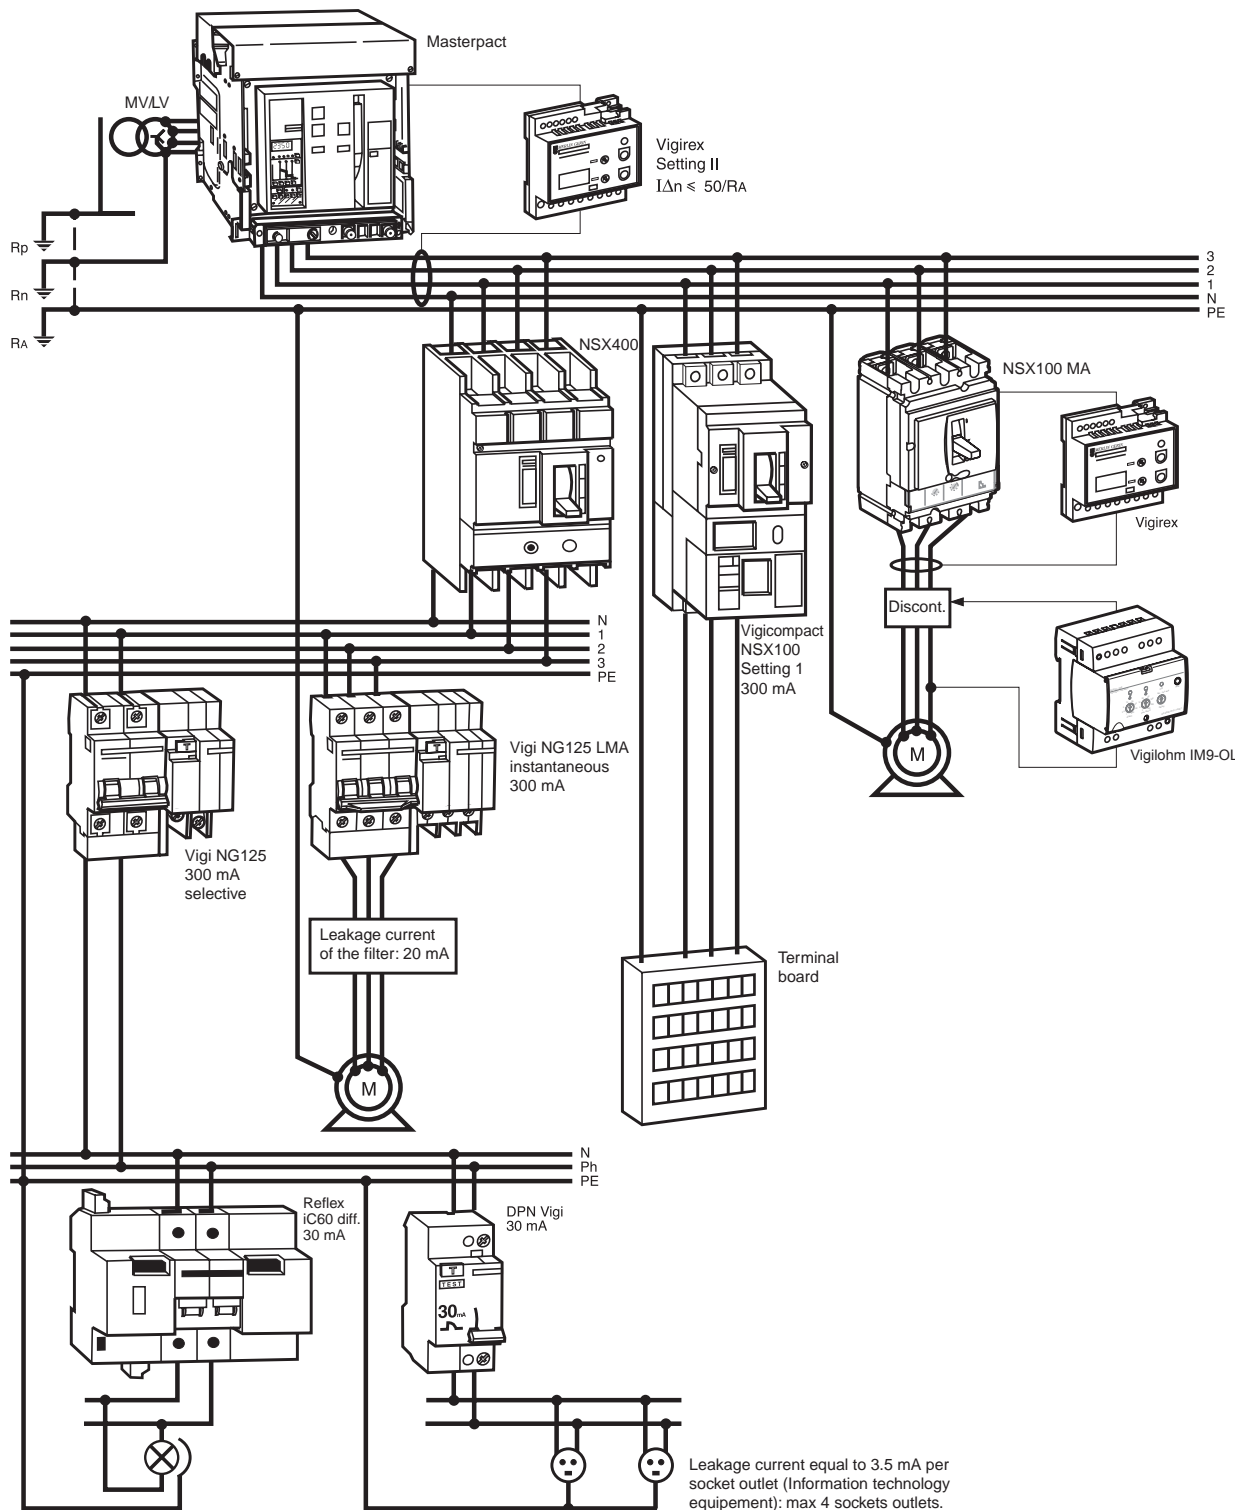 Masterpact
MV/LV
Vigirex
Setting II
I∆n ⩽ 50/RA
Rp
Rn
RA
3
2
1
N
PE
NSX400
NSX100 MA
Vigirex
Discont.
N
1
2
3
PE
Vigicompact
NSX100
Setting 1
300 mA
Vigilohm IM9-OL
Vigi NG125 LMA
instantaneous
300 mA
Vigi NG125
300 mA
selective
M
Leakage current
of the filter: 20 mA
Terminal
board
M
N
Ph
PE
Reflex
iC60 diff.
30 mA
DPN Vigi
30 mA
T
TEST
30mA
Leakage current equal to 3.5 mA per
socket outlet (Information technology
equipement): max 4 sockets outlets.